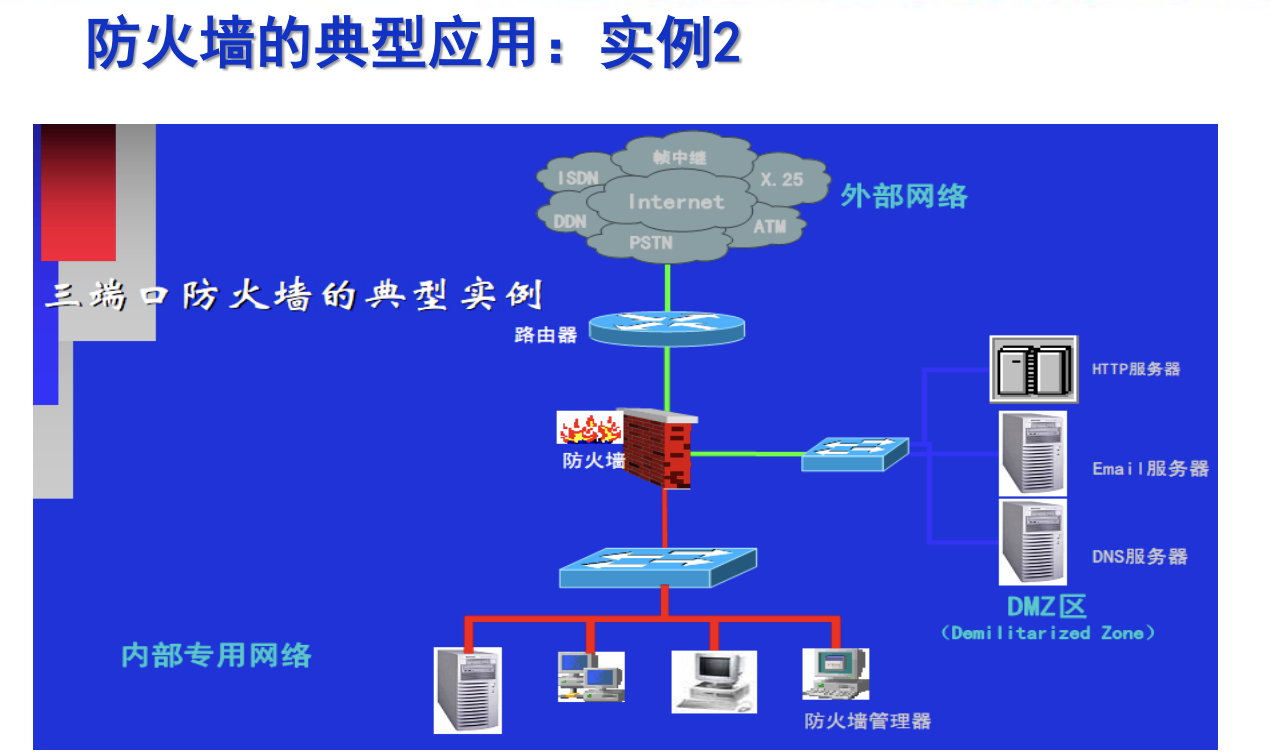 防火墙的典型应用：实例2
帧中继
ISDN
X.25
Internet
外部网络
DDN
ATM
PSTN
三端口防火墙的典型实例
路由器
HTTP服务器
防火墙
Email服务器
DNS服务器
DMZ区
（Demilitarized Zone）
内部专用网络
防火墙管理器